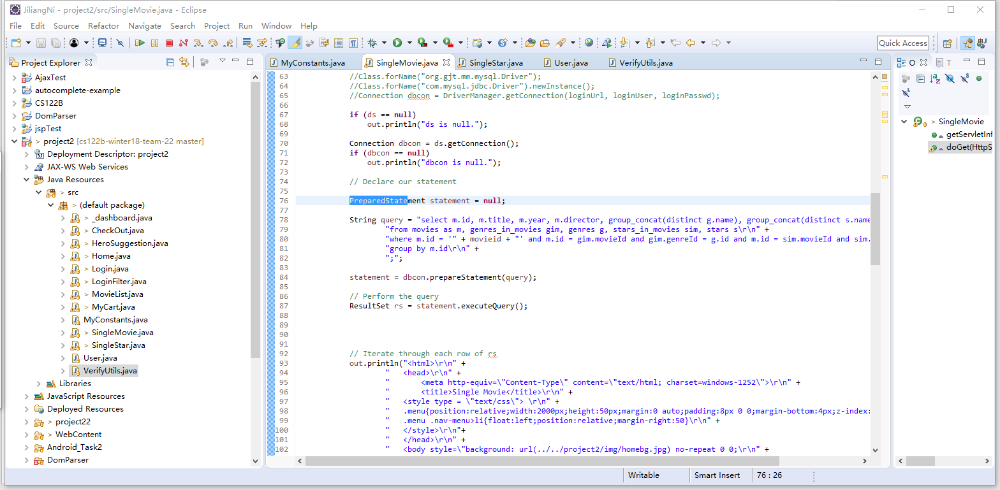 JiliangNi - project2/src/SingleMovie.java - Eclipse
File Edit Source Refactor Navigate Search Project Run Window Help
Quick Access
Project Explorer
AjaxTest
autocomplete-example
CS122B
DomParser
jspTest
> project2 [cs122b-winter18-team-22 master]
Deployment Descriptor: project2
JAX-WS Web Services
Java Resources
> src
> (default package)
> _dashboard.java
> CheckOut.java
> HeroSuggestion.java
> Home.java
> Login.java
> LoginFilter.java
> MovieList.java
> MyCart.java
MyConstants.java
> SingleMovie.java
> SingleStar.java
User.java
VerifyUtils.java
Libraries
JavaScript Resources
Deployed Resources
> project22
> WebContent
Android_Task2
DomParser
MyConstants.java SingleMovie.java SingleStar.java User.java VerifyUtils.java
63 //Class.forName("org.gjt.mm.mysql.Driver");
64 //Class.forName("com.mysql.jdbc.Driver").newInstance();
65 //Connection dbcon = DriverManager.getConnection(loginUrl, loginUser, loginPasswd);
66
67 if (ds == null)
68 out.println("ds is null.");
69
70 Connection dbcon = ds.getConnection();
71 if (dbcon == null)
72 out.println("dbcon is null.");
73
74 // Declare our statement
75
76 PreparedStatement statement = null;
77
78 String query = "select m.id, m.title, m.year, m.director, group_concat(distinct g.name), group_concat(distinct s.name
79 "from movies as m, genres_in_movies gim, genres g, stars_in_movies sim, stars s\r\n" +
80 "where m.id = '" + movieid + "' and m.id = gim.movieId and gim.genreId = g.id and m.id = sim.movieId and sim.
81 "group by m.id\r\n" +
82 ";";
83
84 statement = dbcon.prepareStatement(query);
85
86 // Perform the query
87 ResultSet rs = statement.executeQuery();
88
89
90
91
92 // Iterate through each row of rs
93 out.println("<html>\r\n" +
94 " <head>\r\n" +
95 " <meta http-equiv=\"Content-Type\" content=\"text/html; charset=windows-1252\">\r\n" +
96 " <title>Single Movie</title>\r\n" +
97 " <style type = \"text/css\"> \r\n" +
98 " .menu{position:relative;width:2000px;height:50px;margin:0 auto;padding:8px 0 0;margin-bottom:4px;z-index:
99 " .menu .nav-menu>li{float:left;position:relative;margin-right:50}\r\n" +
100 " </style>\r\n"+
101 " </head>\r\n" +
102 " <body style=\"background: url(../../project2/img/homebg.jpg) no-repeat 0 0;\r\n" +
O T
> SingleMovie
getServletInf
doGet(HttpS
Writable Smart Insert 76 : 26